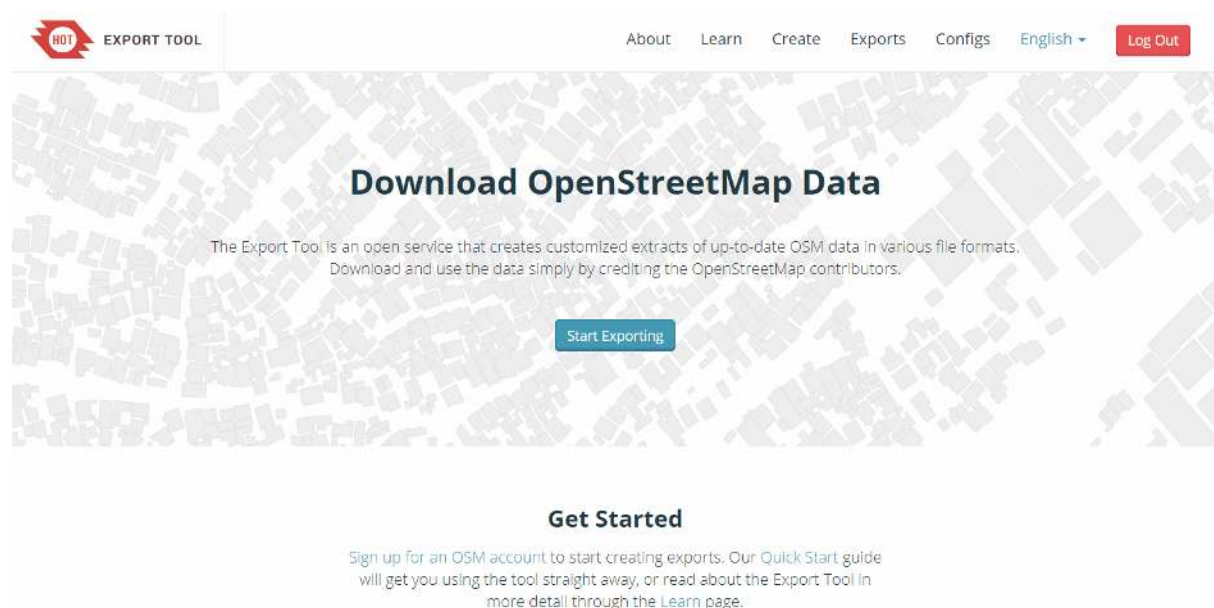 HOT EXPORT TOOL About Learn Create Exports Configs English Log Out
Download OpenStreetMap Data
The Export Tool is an open service that creates customized extracts of up-to-date OSM data in various file formats.
Download and use the data simply by crediting the OpenStreetMap contributors.
Start Exporting
Get Started
Sign up for an OSM account to start creating exports. Our Quick Start guide
will get you using the tool straight away, or read about the Export Tool in
more detail through the Learn page.